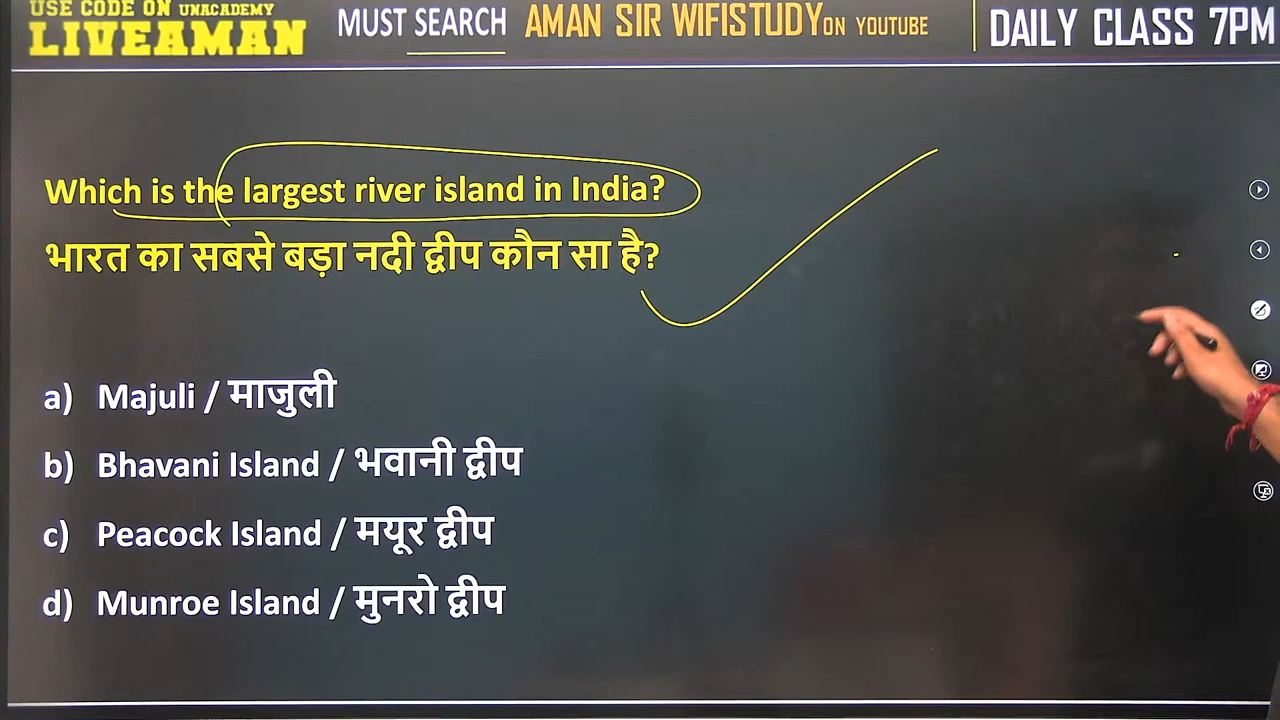 USE CODE ON UNACADEMY
LIVEAMAN
MUST SEARCH AMAN SIR WIFISTUDY ON YOUTUBE
DAILY CLASS 7PM
Which is the largest river island in India?
भारत का सबसे बड़ा नदी द्वीप कौन सा है?
a) Majuli / माजुली
b) Bhavani Island / भवानी द्वीप
c) Peacock Island / मयूर द्वीप
d) Munroe Island / मुनरो द्वीप